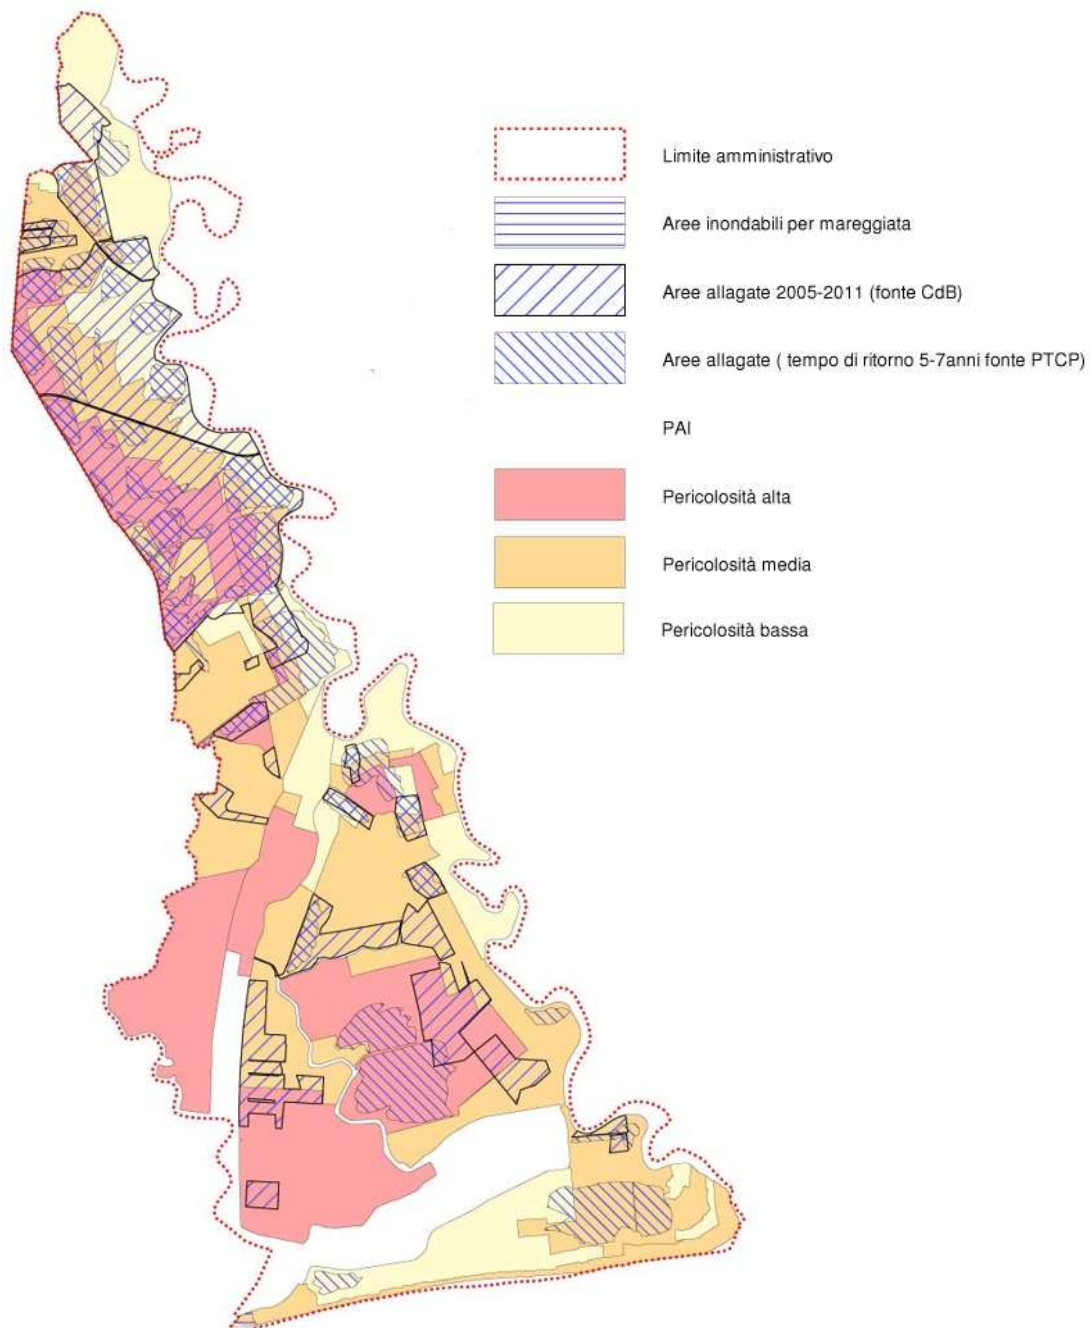 Limite amministrativo
Aree inondabili per mareggiata
Aree allagate 2005-2011 (fonte CdB)
Aree allagate ( tempo di ritorno 5-7anni fonte PTCP)
PAI
Pericolosità alta
Pericolosità media
Pericolosità bassa